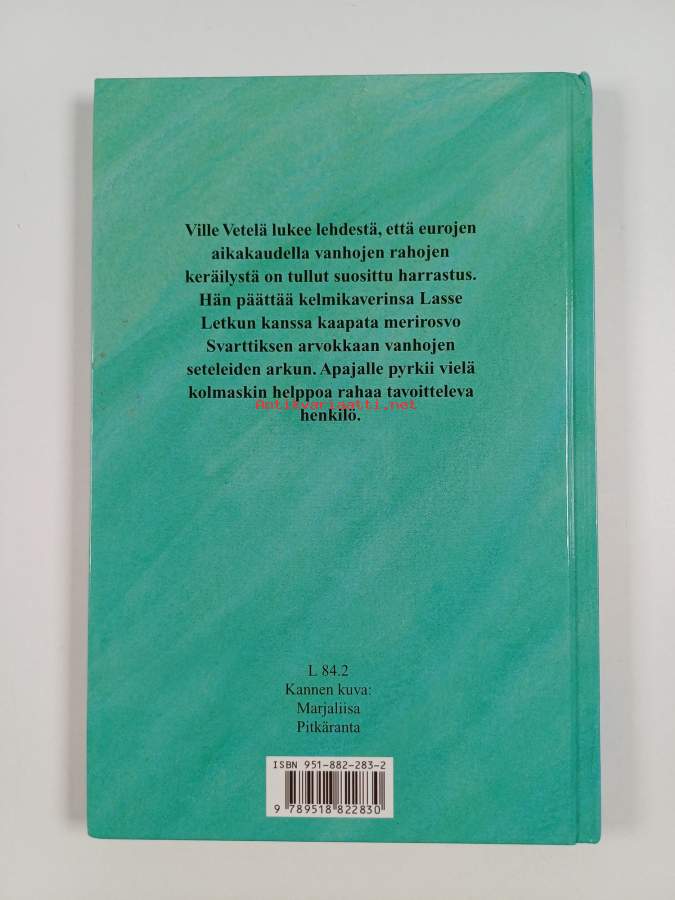 Ville Vetelä lukee lehdestä, että eurojen
aikakaudella vanhojen rahojen
keräilystä on tullut suosittu harrastus.
Hän päättää kelmikaverinsa Lasse
Letkun kanssa kaapata merirosvo
Svarttiksen arvokkaan vanhojen
seteleiden arkun. Apajalle pyrkii vielä
kolmaskin helppoa rahaa tavoitteleva
Antikvariaatti.net
henkilö.
L 84.2
Kannen kuva:
Marjaliisa
Pitkäranta
ISBN 951-882-283-2
9 789518 822830